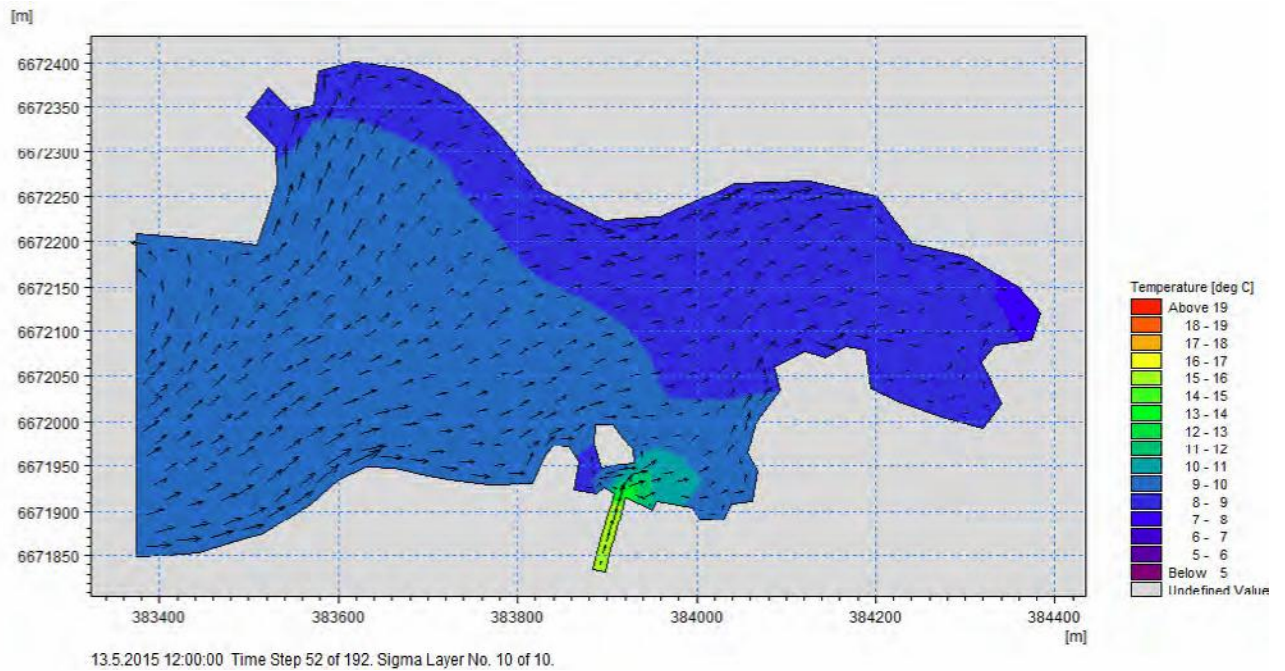 [m]
6672400
6672350
6672300
6672250
6672200
6672150
6672100
6672050
6672000
6671950
6671900
6671850
383400 383600 383800 384000 384200 384400
[m]
Temperature [deg C]
Above 19
18 - 19
17 - 18
16 - 17
15 - 16
14 - 15
13 - 14
12 - 13
11 - 12
10 - 11
9 - 10
8 - 9
7 - 8
6 - 7
5 - 6
Below 5
Undefined Value
13.5.2015 12:00:00 Time Step 52 of 192. Sigma Layer No. 10 of 10.